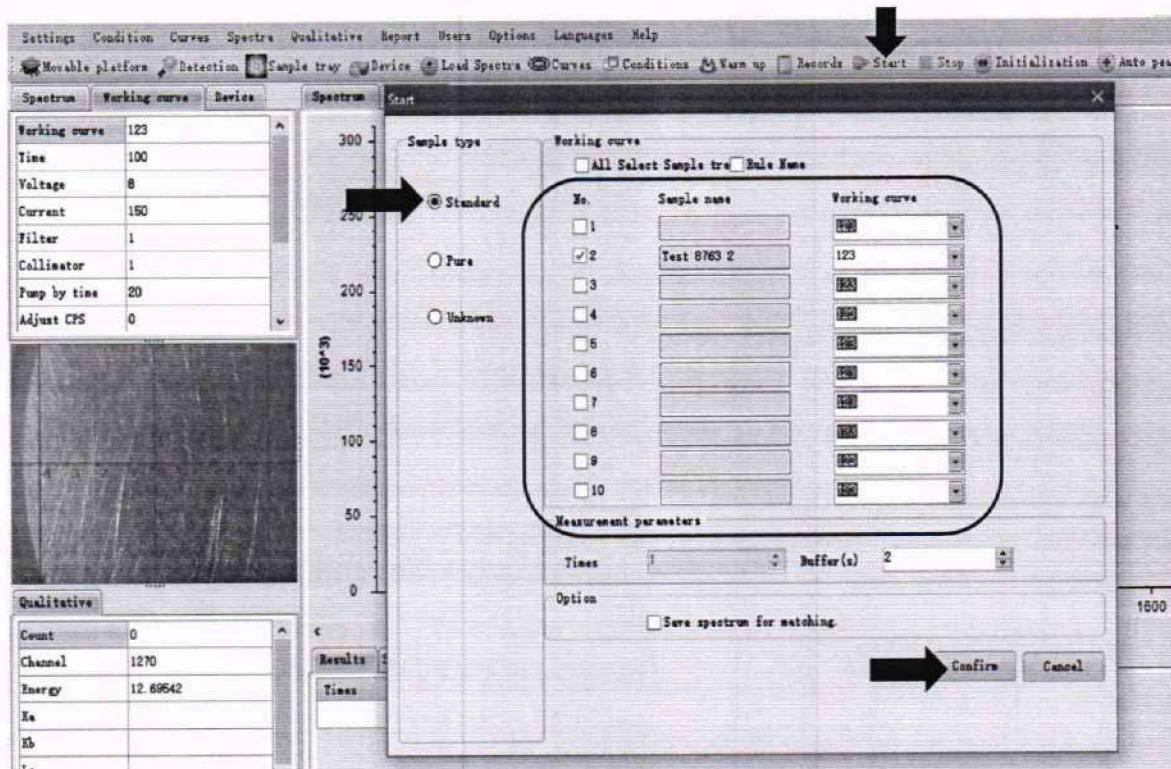 Settings Condition Curves Spectra Qualitative Report Users Options Languages Help
Movable platform Detection Sample tray Device Load Spectra Curves Conditions Warm up Records Start Stop Initialization Auto pea
Spectrum Working curve Device
Working curve 123
Time 100
Voltage 8
Current 150
Filter 1
Collimator 1
Pump by time 20
Adjust CPS 0
Qualitative
Count 0
Channel 1270
Energy 12.69542
Ka
Kb
Spectrum
300
250
200
150
100
50
0
(10^3)
1600
Results
Times
Start
Sample type
Standard
Pure
Unknown
Working curve
All Select Sample tra Rule Name
No. Sample name Working curve
1
2 Test 8763 2 123
3 123
4
5
6
7
8
9
10
Measurement parameters
Times 1 Buffer(s) 2
Option
Save spectrum for matching.
Confirm Cancel